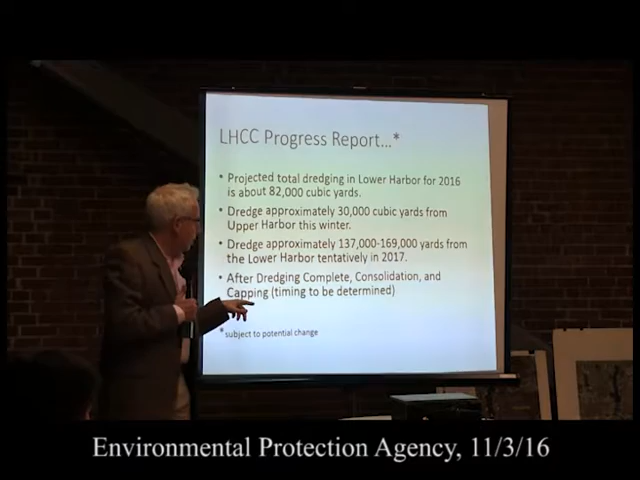 LHCC Progress Report...*
• Projected total dredging in Lower Harbor for 2016
is about 82,000 cubic yards.
• Dredge approximately 30,000 cubic yards from
Upper Harbor this winter.
• Dredge approximately 137,000-169,000 yards from
the Lower Harbor tentatively in 2017.
• After Dredging Complete, Consolidation, and
Capping (timing to be determined)
*subject to potential change
Environmental Protection Agency, 11/3/16